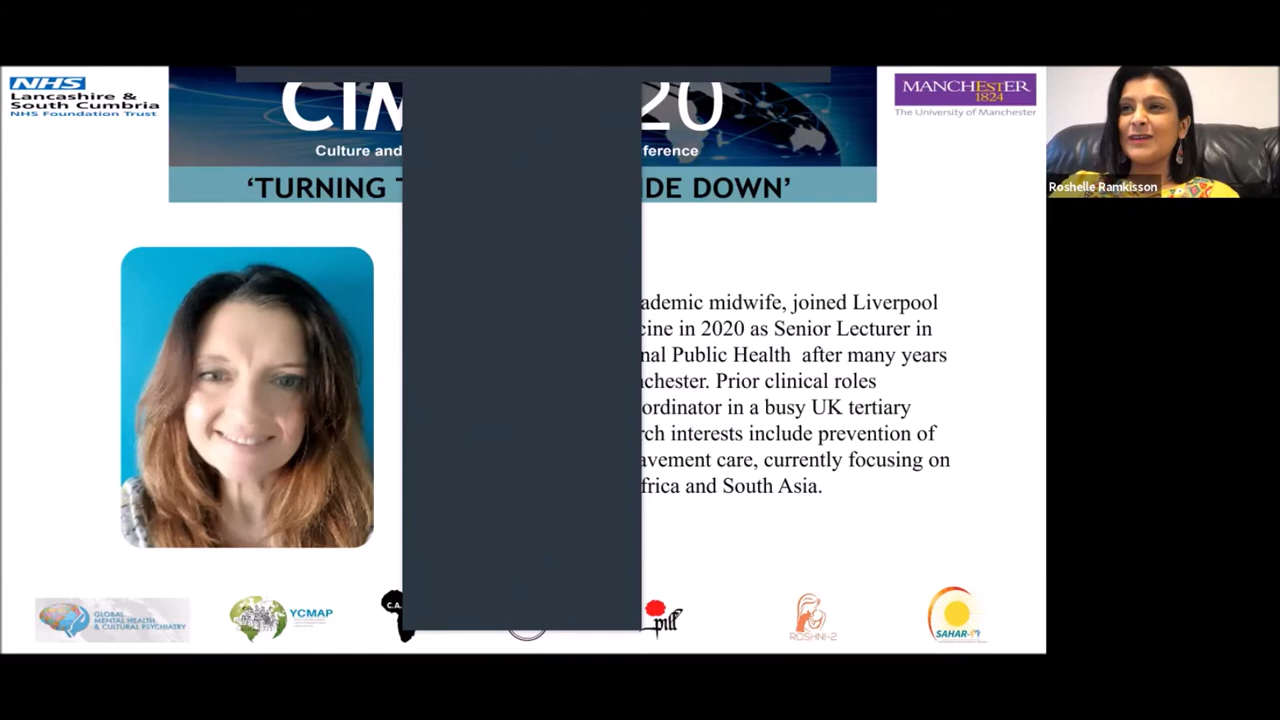 NHS
Lancashire &
South Cumbria
NHS Foundation Trust
CIM 20
Culture and ference
‘TURNING T IDE DOWN’
MANCHESTER
1824
The University of Manchester
Roshelle Ramkisson
ademic midwife, joined Liverpool
cine in 2020 as Senior Lecturer in
nal Public Health after many years
nchester. Prior clinical roles
ordinator in a busy UK tertiary
rch interests include prevention of
avement care, currently focusing on
frica and South Asia.
GLOBAL
MENTAL HEALTH
& CULTURAL PSYCHIATRY
YCMAP
C.A.
pill
ROSHNI-2
SAHAR-